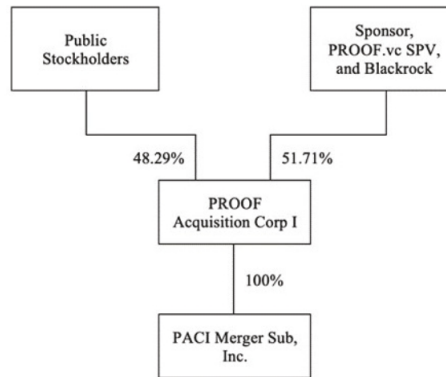 Public
Stockholders
Sponsor,
PROOF.vc SPV,
and Blackrock
48.29%
51.71%
PROOF
Acquisition Corp I
100%
PACI Merger Sub,
Inc.